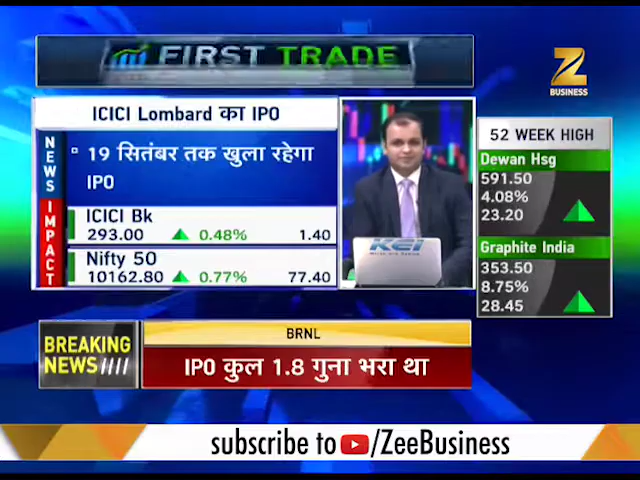 FIRST TRADE
Z
BUSINESS
ICICI Lombard का IPO
NEWS IMPACT
19 सितंबर तक खुला रहेगा
IPO
ICICI Bk
293.00 0.48% 1.40
Nifty 50
10162.80 0.77% 77.40
KCI
52 WEEK HIGH
Dewan Hsg
591.50
4.08%
23.20
Graphite India
353.50
8.75%
28.45
BREAKING
NEWS
BRNL
IPO कुल 1.8 गुना भरा था
subscribe to /ZeeBusiness